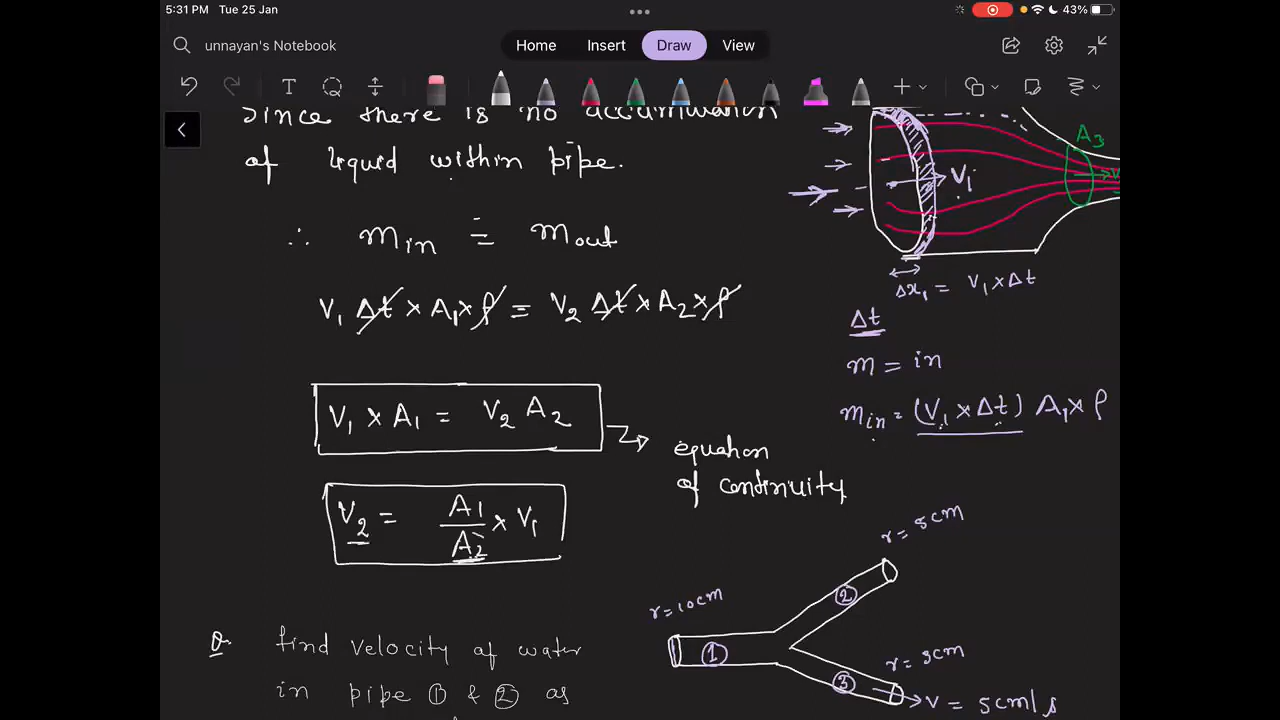 5:31 PM Tue 25 Jan
43%
unnayan's Notebook
Home Insert Draw View
Since there is no accumulation
of liquid within pipe.
∴ min = mout
V1 Δt × A1 × ρ = V2 Δt × A2 × ρ
V1 × A1 = V2 A2
equation
of continuity
V2 = A1/A2 × V1
Q. find velocity of water
in pipe ① & ② as
A3
V1
Δx1 = V1 × Δt
Δt
m = in
min = (V1 × Δt) A1 × ρ
r = 5cm
r = 10cm
②
①
r = 3cm
③
V = 5cm/s